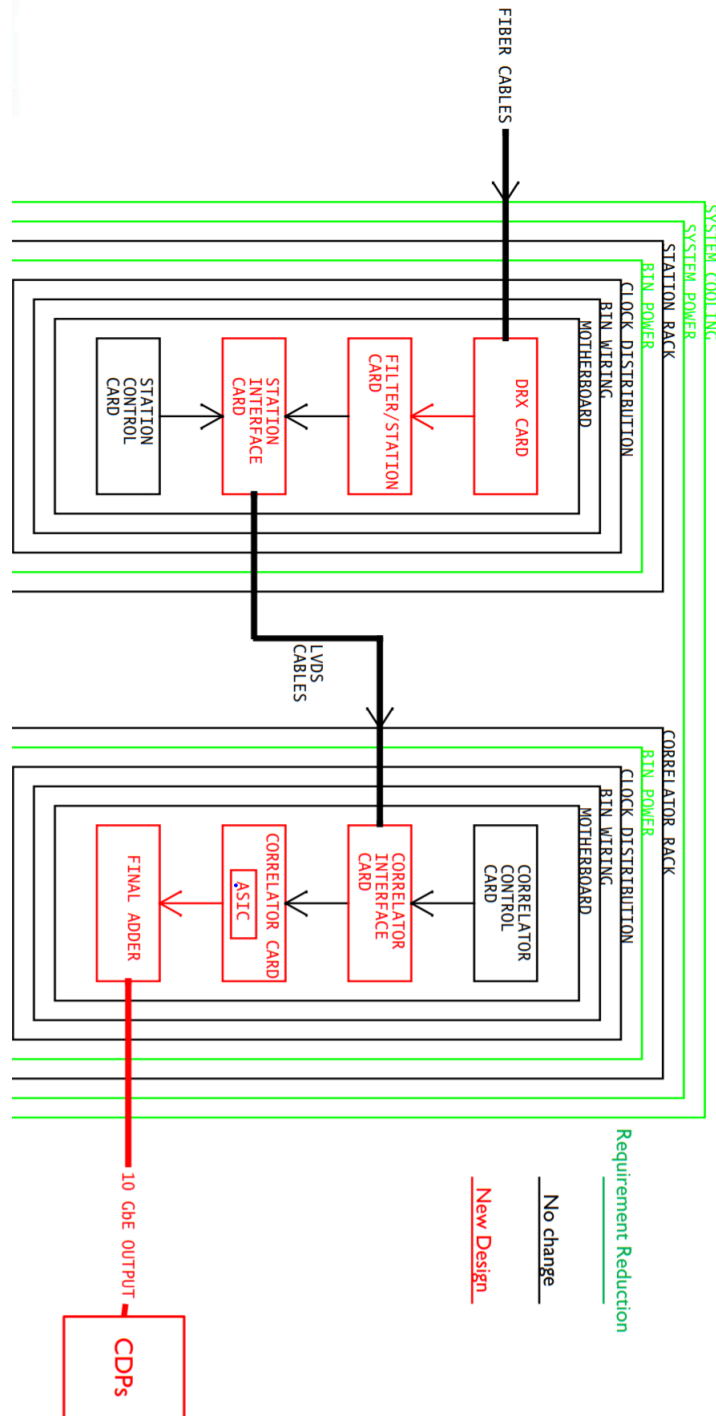 FIBER CABLES
SYSTEM COOLING
SYSTEM POWER
STATION RACK
BIN POWER
CLOCK DISTRIBUTION
BIN WIRING
MOTHERBOARD
DRX CARD
FILTER/STATION
CARD
STATION
INTERFACE
CARD
STATION
CONTROL
CARD
LVDS
CABLES
CORRELATOR RACK
BIN POWER
CLOCK DISTRIBUTION
BIN WIRING
MOTHERBOARD
CORRELATOR
CONTROL
CARD
CORRELATOR
INTERFACE
CARD
CORRELATOR CARD
ASIC
FINAL ADDER
10 GbE OUTPUT
CDPs
Requirement Reduction
No change
New Design